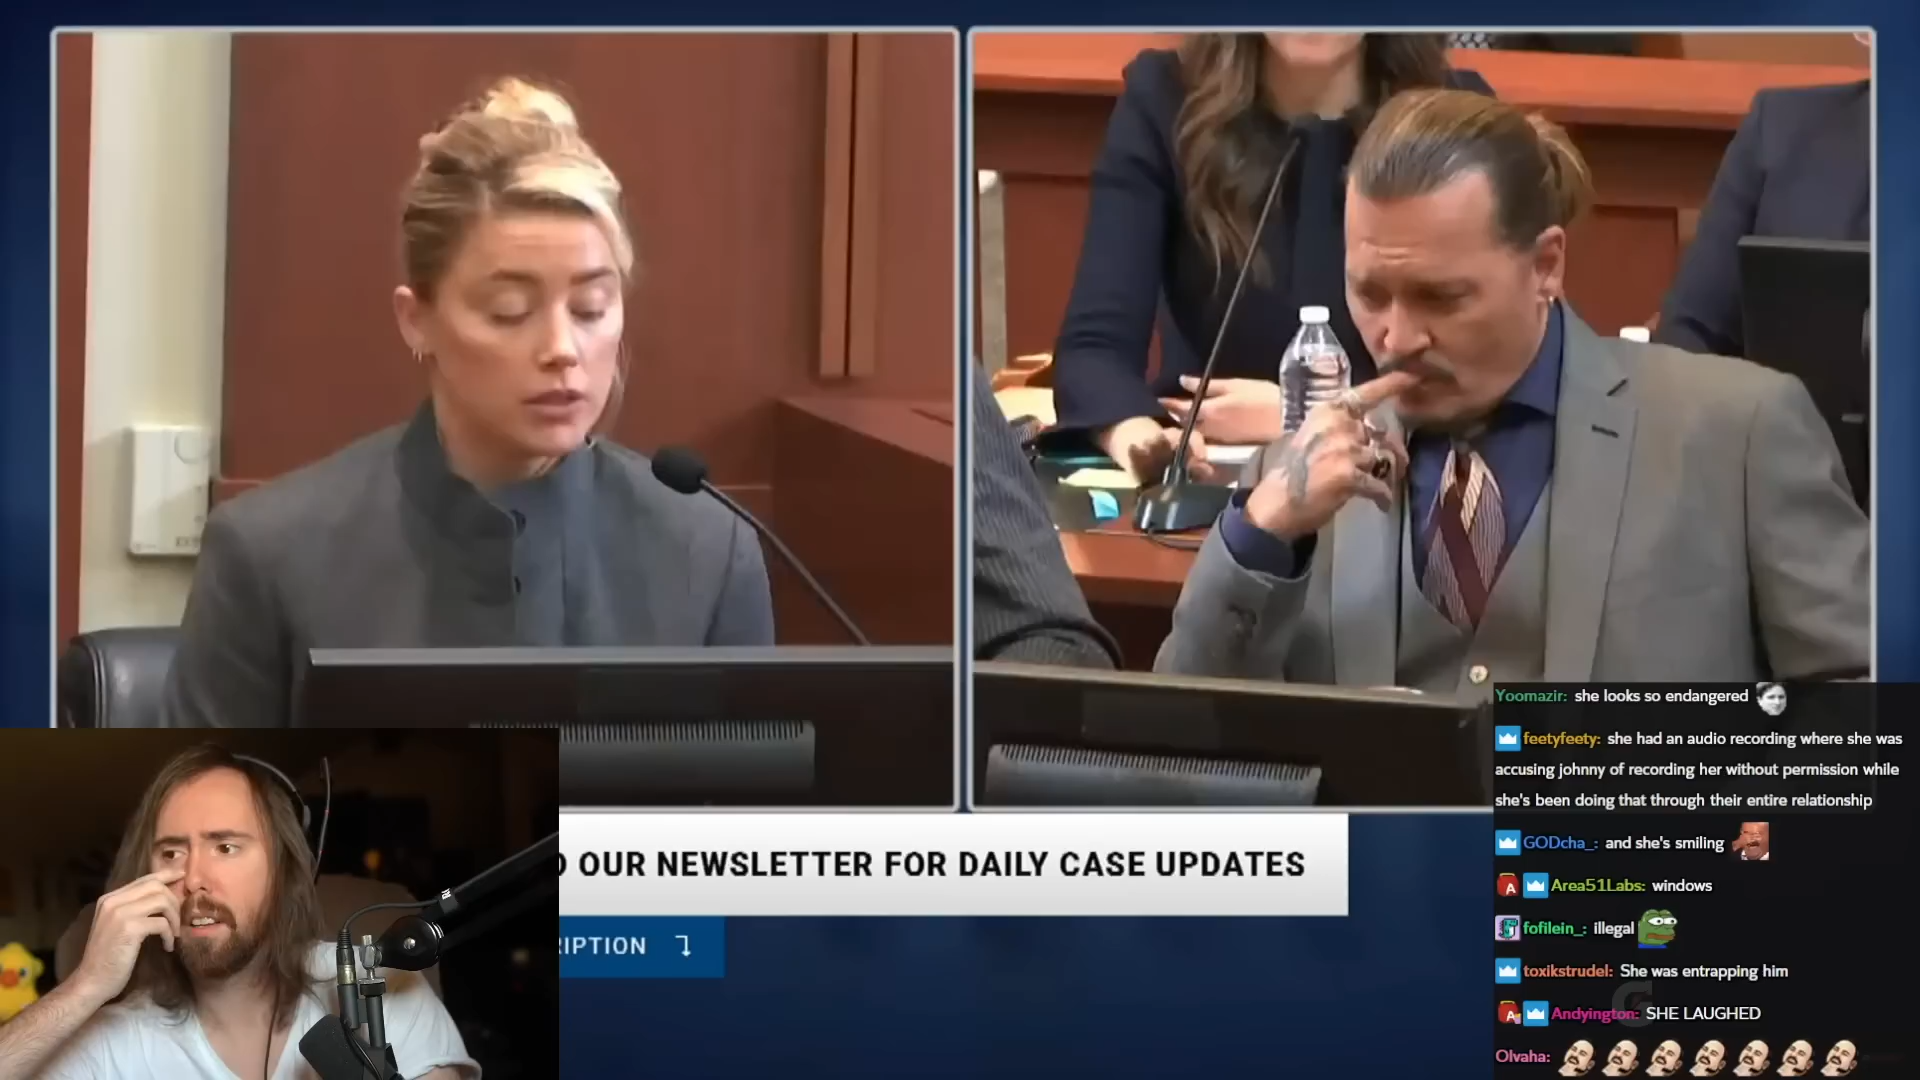 Yoomazir: she looks so endangered
feetyfeety: she had an audio recording where she was
accusing johnny of recording her without permission while
she's been doing that through their entire relationship
GODcha_: and she's smiling
Area51Labs: windows
fofilein_: illegal
toxikstrudel: She was entrapping him
Andyington: SHE LAUGHED
Olvaha:
OUR NEWSLETTER FOR DAILY CASE UPDATES
RIPTION